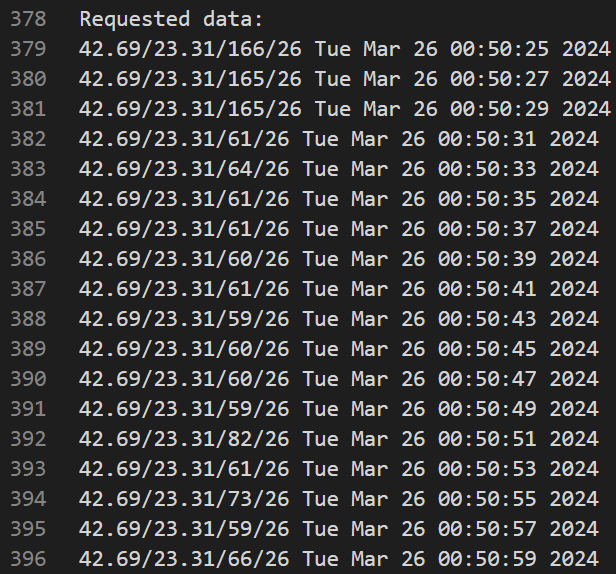 378 Requested data:
379 42.69/23.31/166/26 Tue Mar 26 00:50:25 2024
380 42.69/23.31/165/26 Tue Mar 26 00:50:27 2024
381 42.69/23.31/165/26 Tue Mar 26 00:50:29 2024
382 42.69/23.31/61/26 Tue Mar 26 00:50:31 2024
383 42.69/23.31/64/26 Tue Mar 26 00:50:33 2024
384 42.69/23.31/61/26 Tue Mar 26 00:50:35 2024
385 42.69/23.31/61/26 Tue Mar 26 00:50:37 2024
386 42.69/23.31/60/26 Tue Mar 26 00:50:39 2024
387 42.69/23.31/61/26 Tue Mar 26 00:50:41 2024
388 42.69/23.31/59/26 Tue Mar 26 00:50:43 2024
389 42.69/23.31/60/26 Tue Mar 26 00:50:45 2024
390 42.69/23.31/60/26 Tue Mar 26 00:50:47 2024
391 42.69/23.31/59/26 Tue Mar 26 00:50:49 2024
392 42.69/23.31/82/26 Tue Mar 26 00:50:51 2024
393 42.69/23.31/61/26 Tue Mar 26 00:50:53 2024
394 42.69/23.31/73/26 Tue Mar 26 00:50:55 2024
395 42.69/23.31/59/26 Tue Mar 26 00:50:57 2024
396 42.69/23.31/66/26 Tue Mar 26 00:50:59 2024